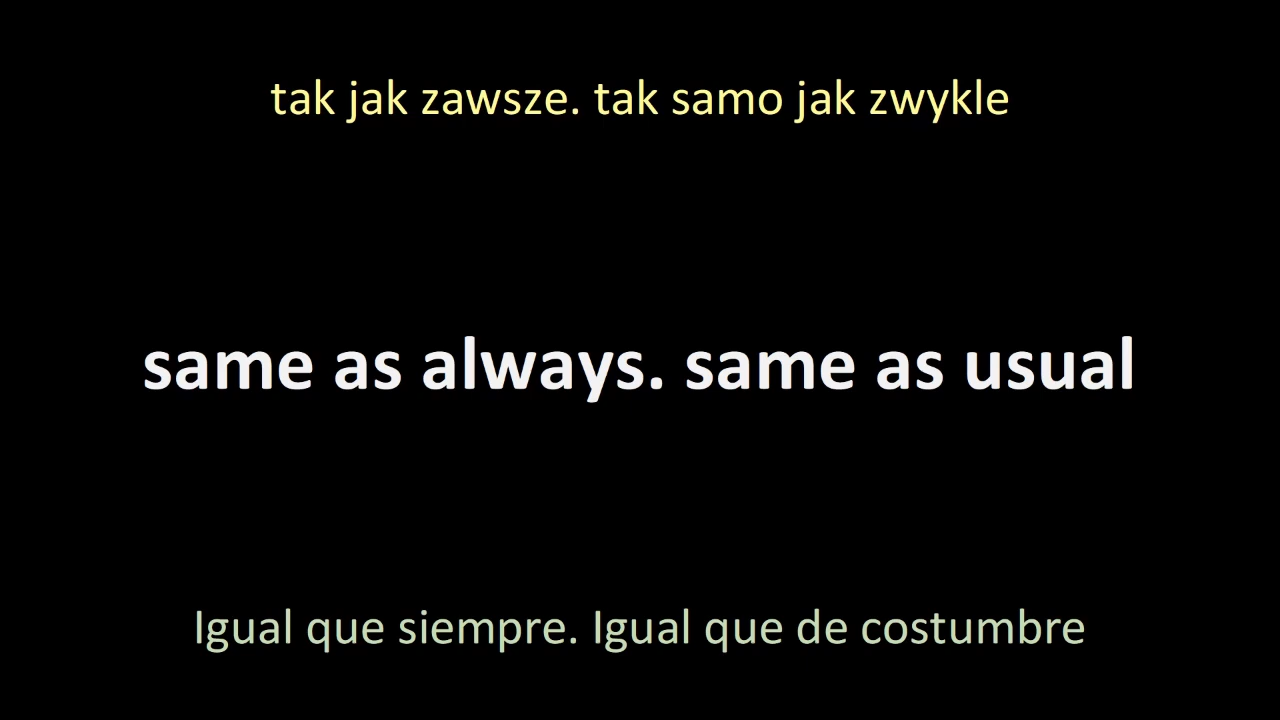 tak jak zawsze. tak samo jak zwykle
same as always. same as usual
Igual que siempre. Igual que de costumbre